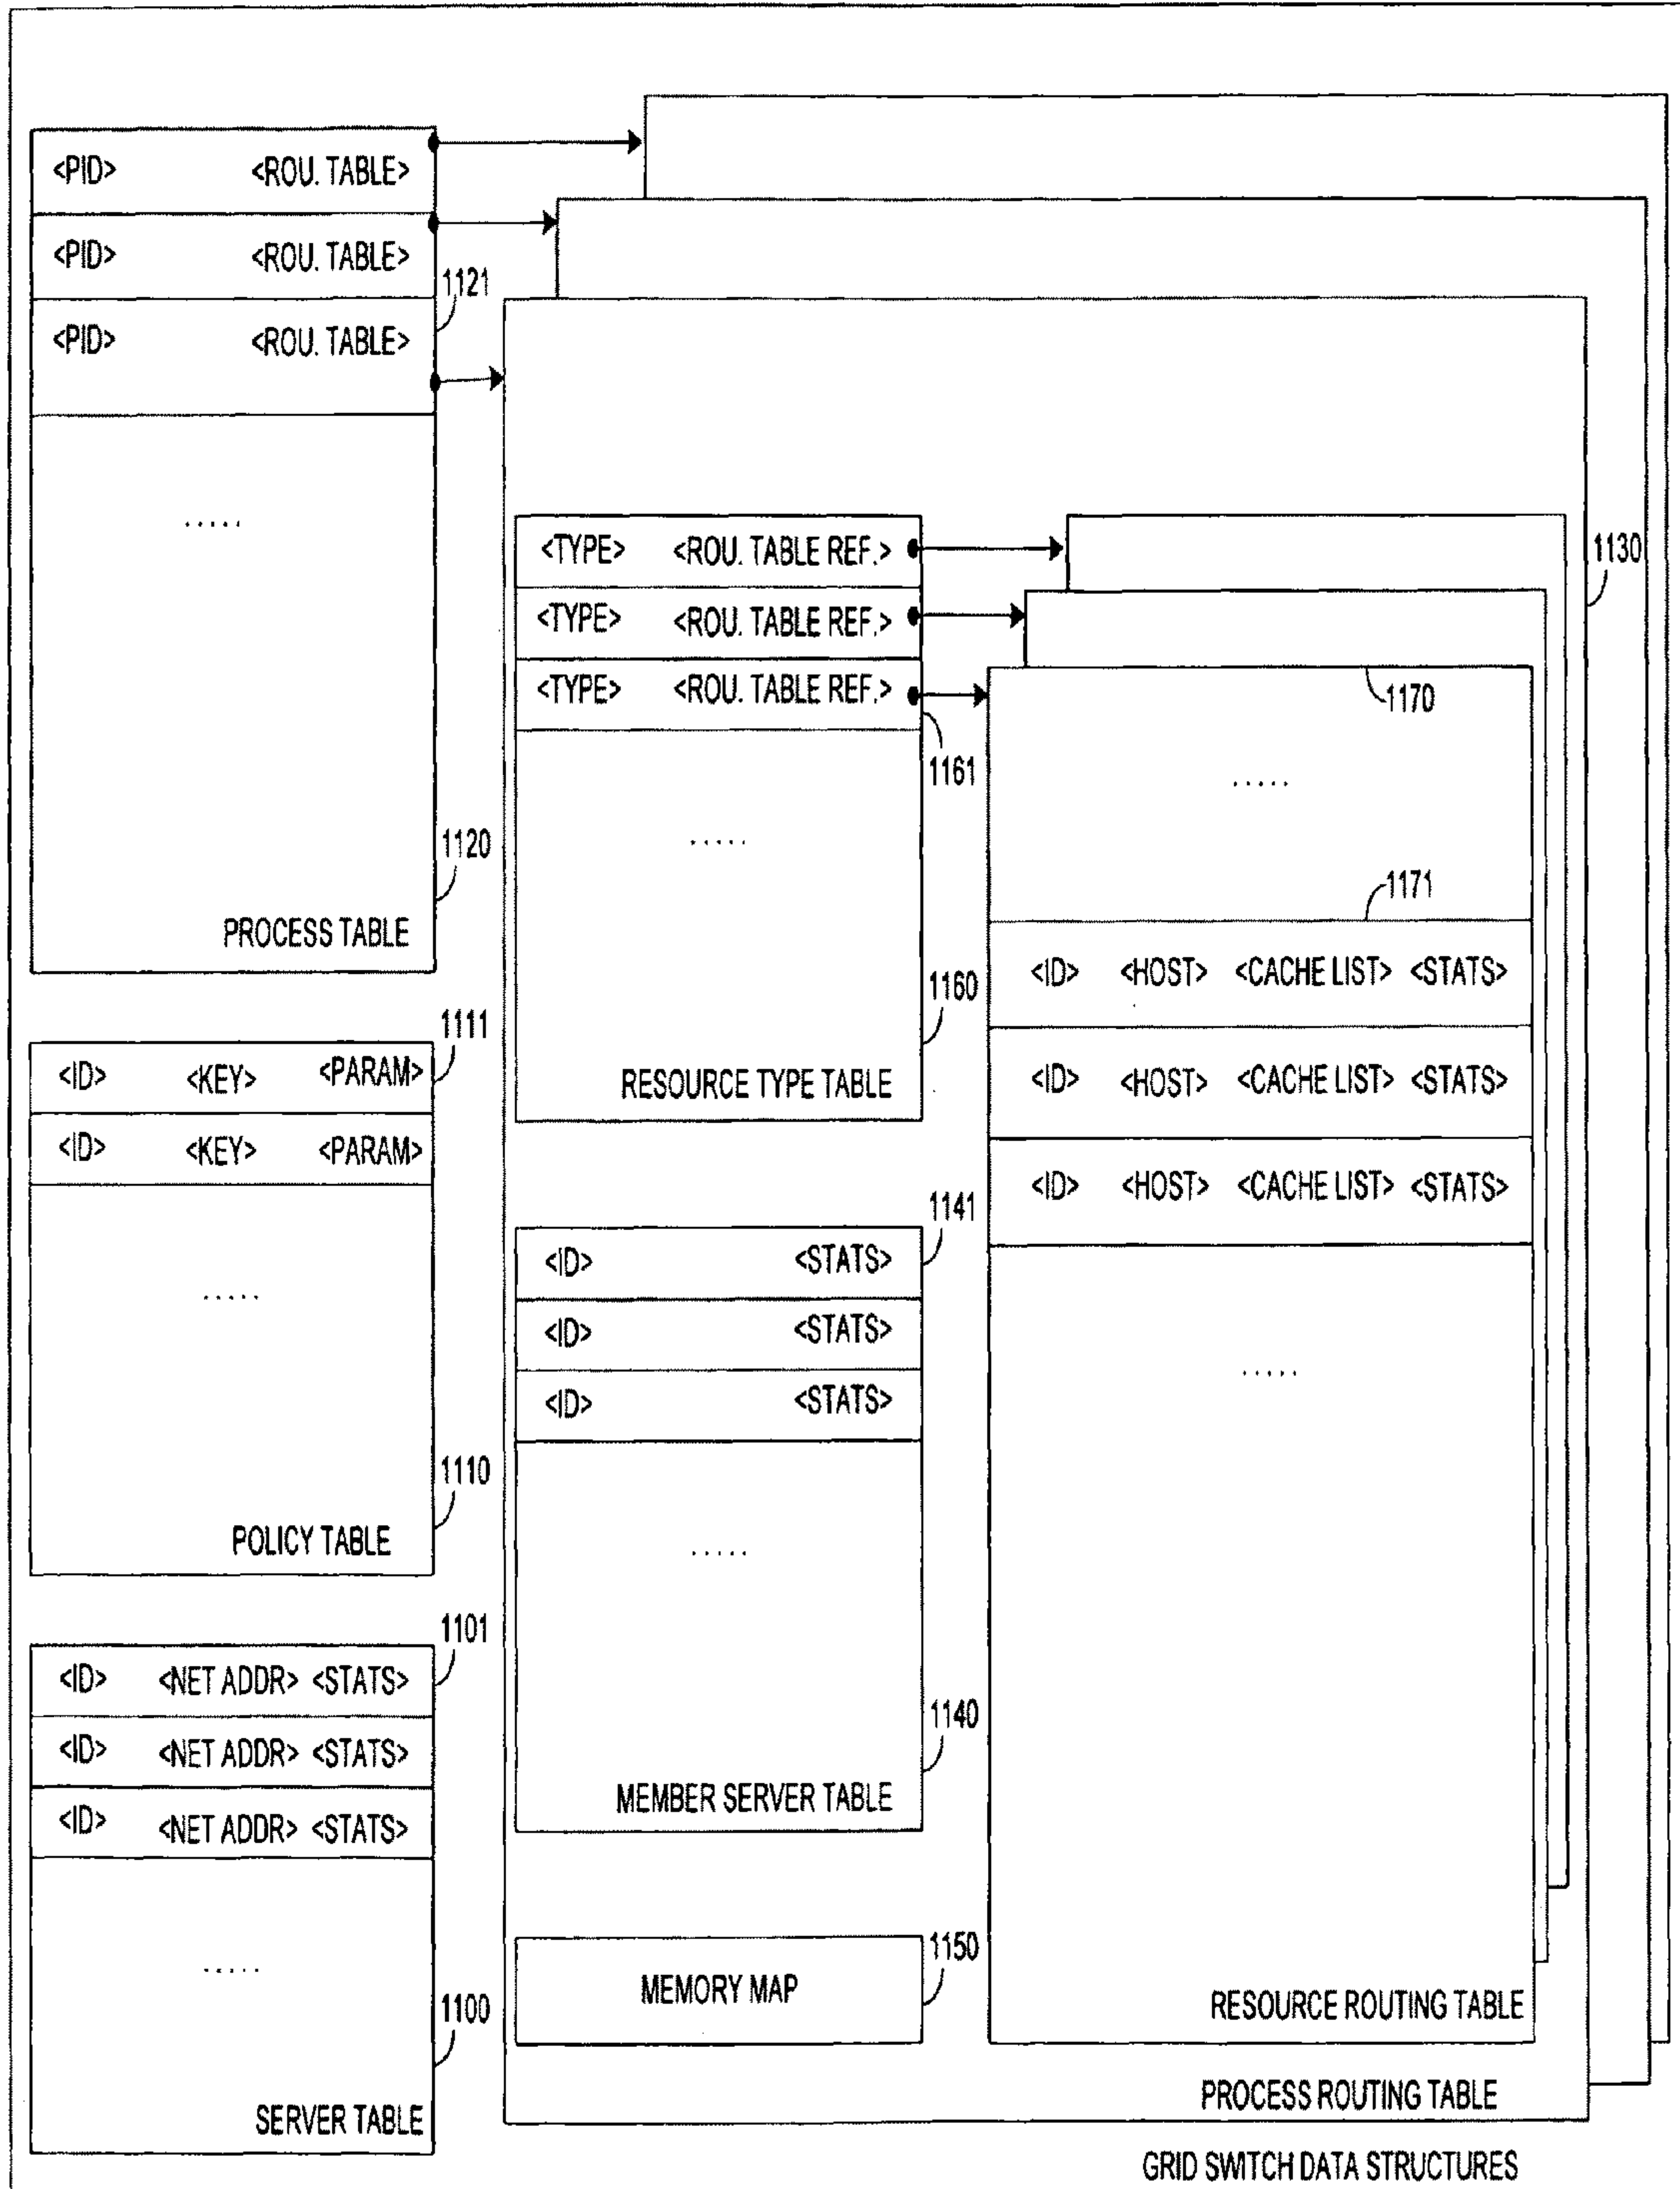 <PID> <ROU. TABLE>
<PID> <ROU. TABLE>
1121
<PID> <ROU. TABLE>
.....
1120
PROCESS TABLE
1111
<ID> <KEY> <PARAM>
<ID> <KEY> <PARAM>
.....
1110
POLICY TABLE
1101
<ID> <NET ADDR> <STATS>
<ID> <NET ADDR> <STATS>
<ID> <NET ADDR> <STATS>
.....
1100
SERVER TABLE
<TYPE> <ROU. TABLE REF.>
<TYPE> <ROU. TABLE REF.>
<TYPE> <ROU. TABLE REF.>
1161
.....
1160
RESOURCE TYPE TABLE
1141
<ID> <STATS>
<ID> <STATS>
<ID> <STATS>
.....
1140
MEMBER SERVER TABLE
1150
MEMORY MAP
1130
1170
.....
1171
<ID> <HOST> <CACHE LIST> <STATS>
<ID> <HOST> <CACHE LIST> <STATS>
<ID> <HOST> <CACHE LIST> <STATS>
.....
RESOURCE ROUTING TABLE
PROCESS ROUTING TABLE
GRID SWITCH DATA STRUCTURES